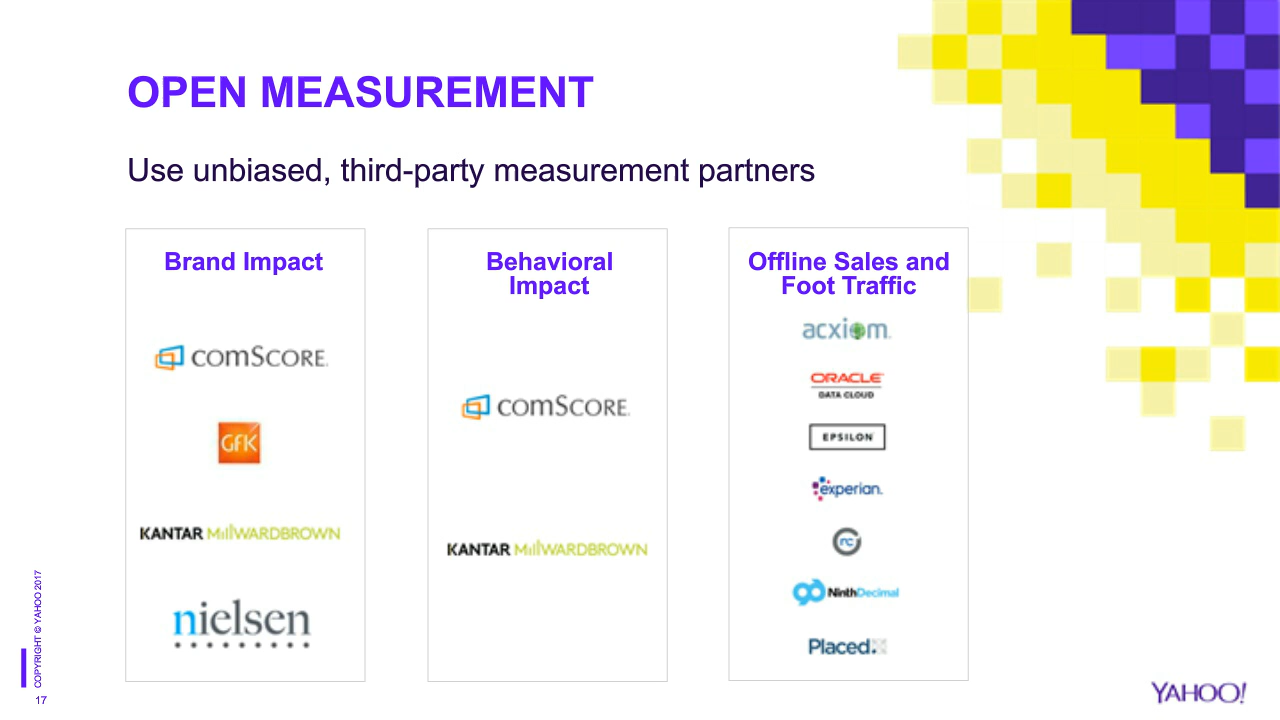 OPEN MEASUREMENT
Use unbiased, third-party measurement partners
Brand Impact
comScore.
GfK
KANTAR MillWARDBROWN
nielsen
Behavioral
Impact
comScore.
KANTAR MillWARDBROWN
Offline Sales and
Foot Traffic
acxiom.
ORACLE
DATA CLOUD
EPSILON
experian.
rc
NinthDecimal
Placed
COPYRIGHT © YAHOO 2017
17
YAHOO!